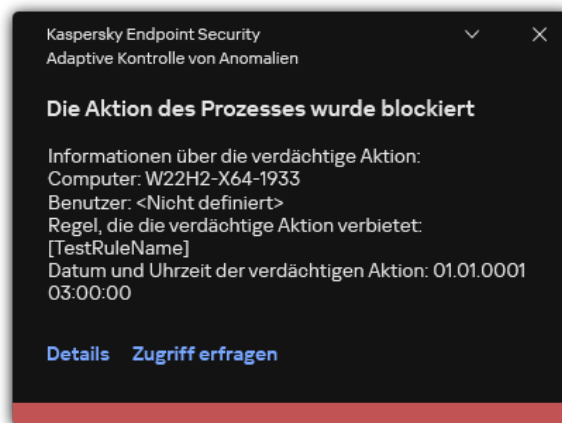 Kaspersky Endpoint Security
Adaptive Kontrolle von Anomalien
Die Aktion des Prozesses wurde blockiert
Informationen über die verdächtige Aktion:
Computer: W22H2-X64-1933
Benutzer: <Nicht definiert>
Regel, die die verdächtige Aktion verbietet:
[TestRuleName]
Datum und Uhrzeit der verdächtigen Aktion: 01.01.0001
03:00:00
Details Zugriff erfragen